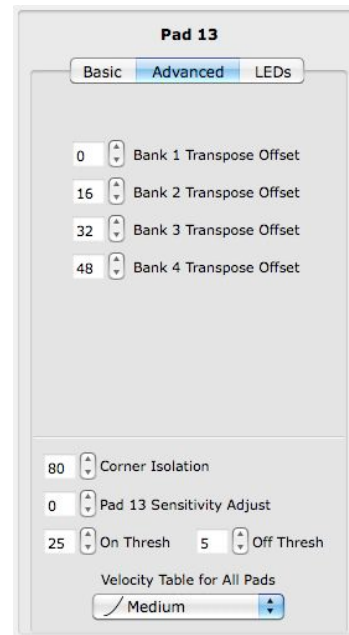 Pad 13
Basic Advanced LEDs
0 Bank 1 Transpose Offset
16 Bank 2 Transpose Offset
32 Bank 3 Transpose Offset
48 Bank 4 Transpose Offset
80 Corner Isolation
0 Pad 13 Sensitivity Adjust
25 On Thresh 5 Off Thresh
Velocity Table for All Pads
Medium